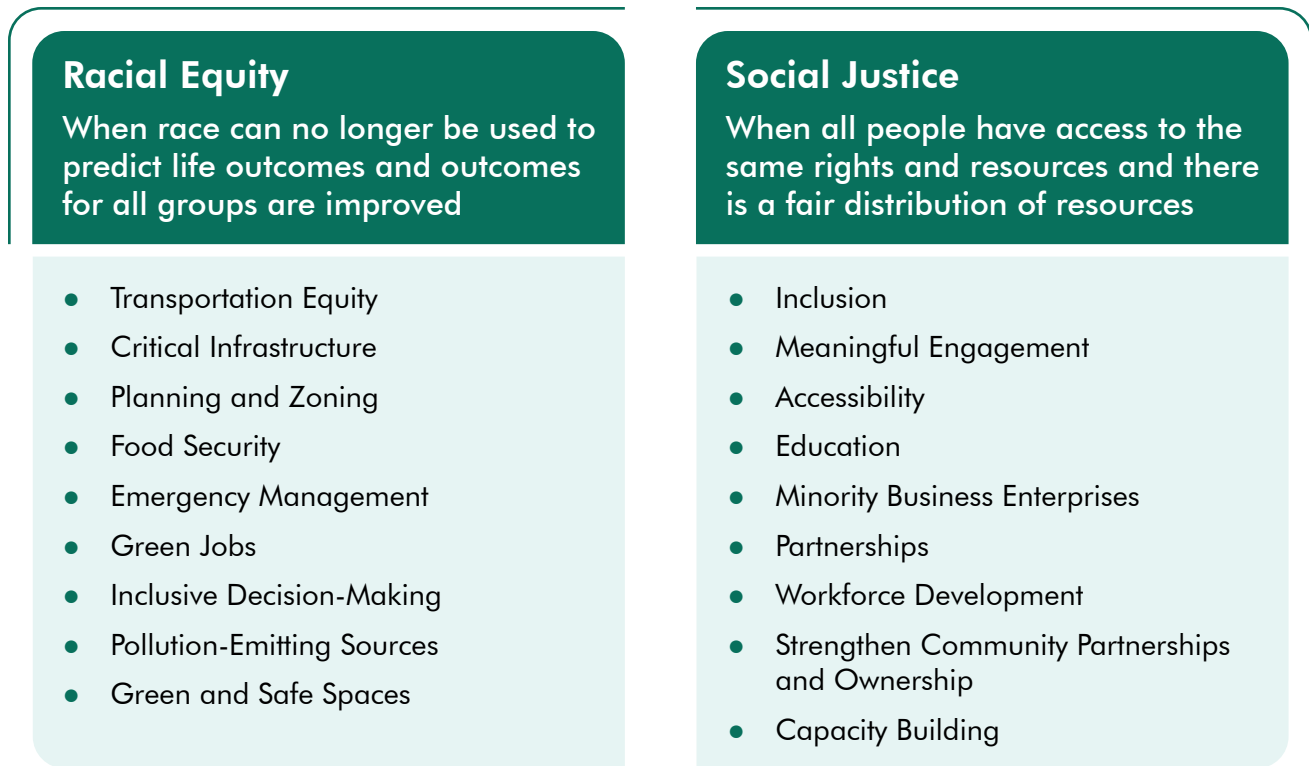 Racial Equity
When race can no longer be used to
predict life outcomes and outcomes
for all groups are improved
• Transportation Equity
• Critical Infrastructure
• Planning and Zoning
• Food Security
• Emergency Management
• Green Jobs
• Inclusive Decision-Making
• Pollution-Emitting Sources
• Green and Safe Spaces
Social Justice
When all people have access to the
same rights and resources and there
is a fair distribution of resources
• Inclusion
• Meaningful Engagement
• Accessibility
• Education
• Minority Business Enterprises
• Partnerships
• Workforce Development
• Strengthen Community Partnerships
and Ownership
• Capacity Building